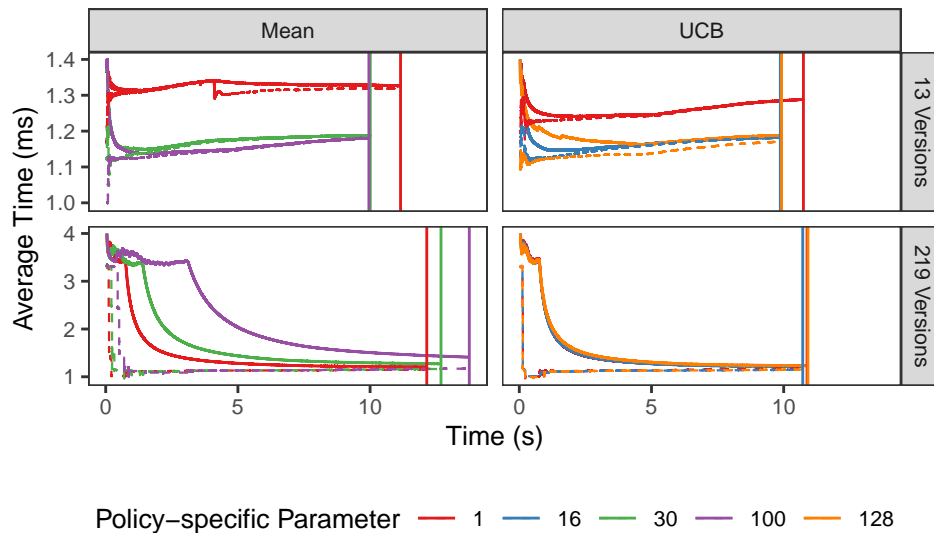 Mean UCB
1.4
1.3
1.2
1.1
1.0
13 Versions
Average Time (ms)
4
3
2
1
219 Versions
0 5 10 0 5 10
Time (s)
Policy−specific Parameter 1 16 30 100 128